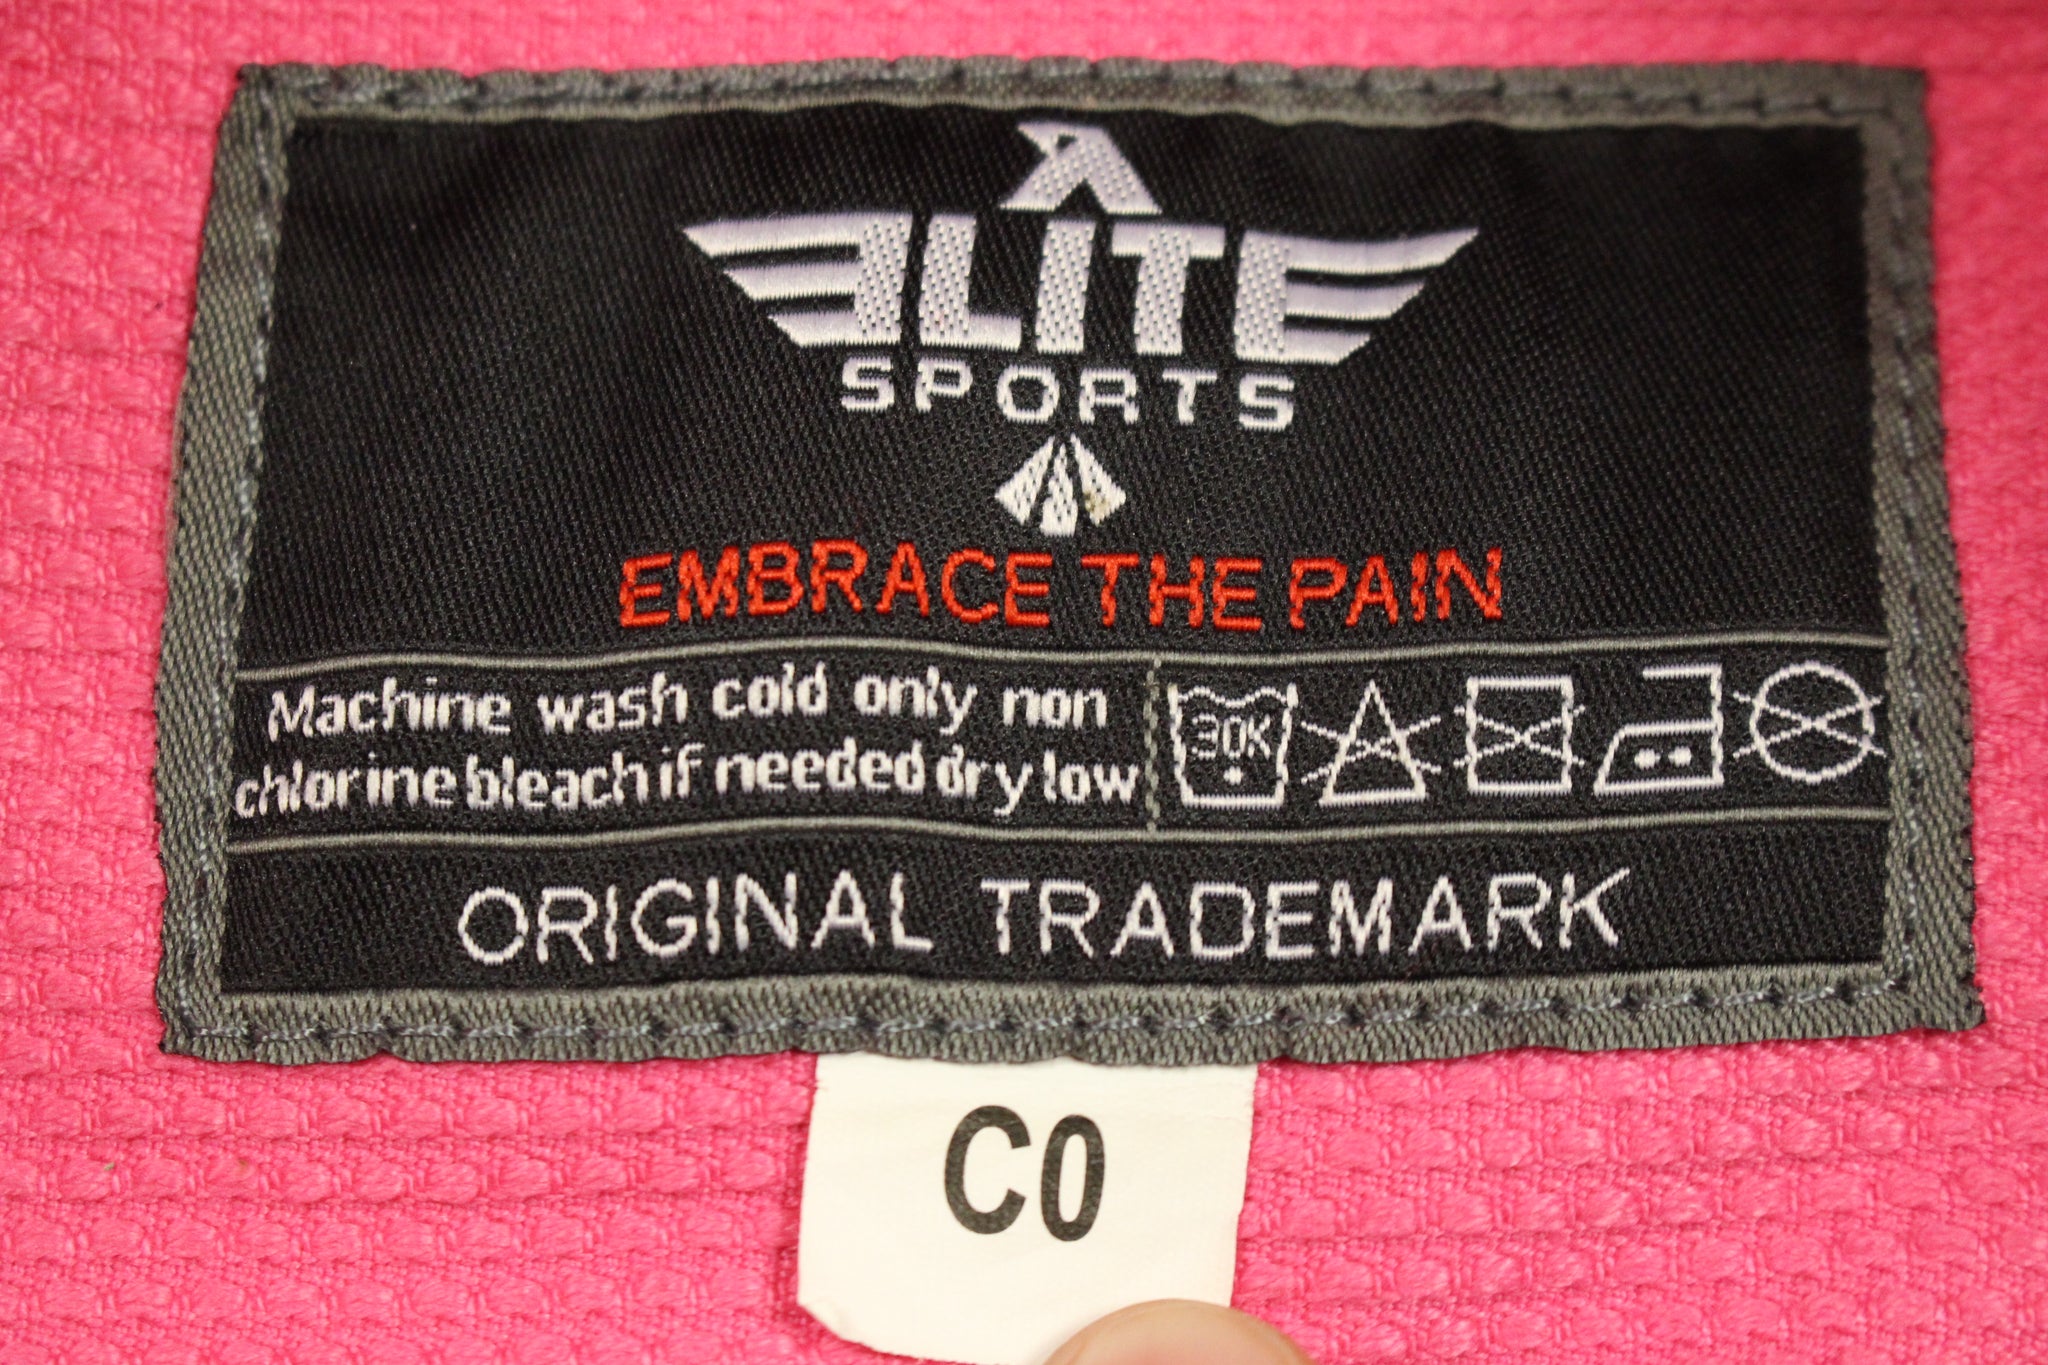 ELITE
SPORTS
EMBRACE THE PAIN
Machine wash cold only non
chlorine bleach if needed dry low
30K
ORIGINAL TRADEMARK
C0